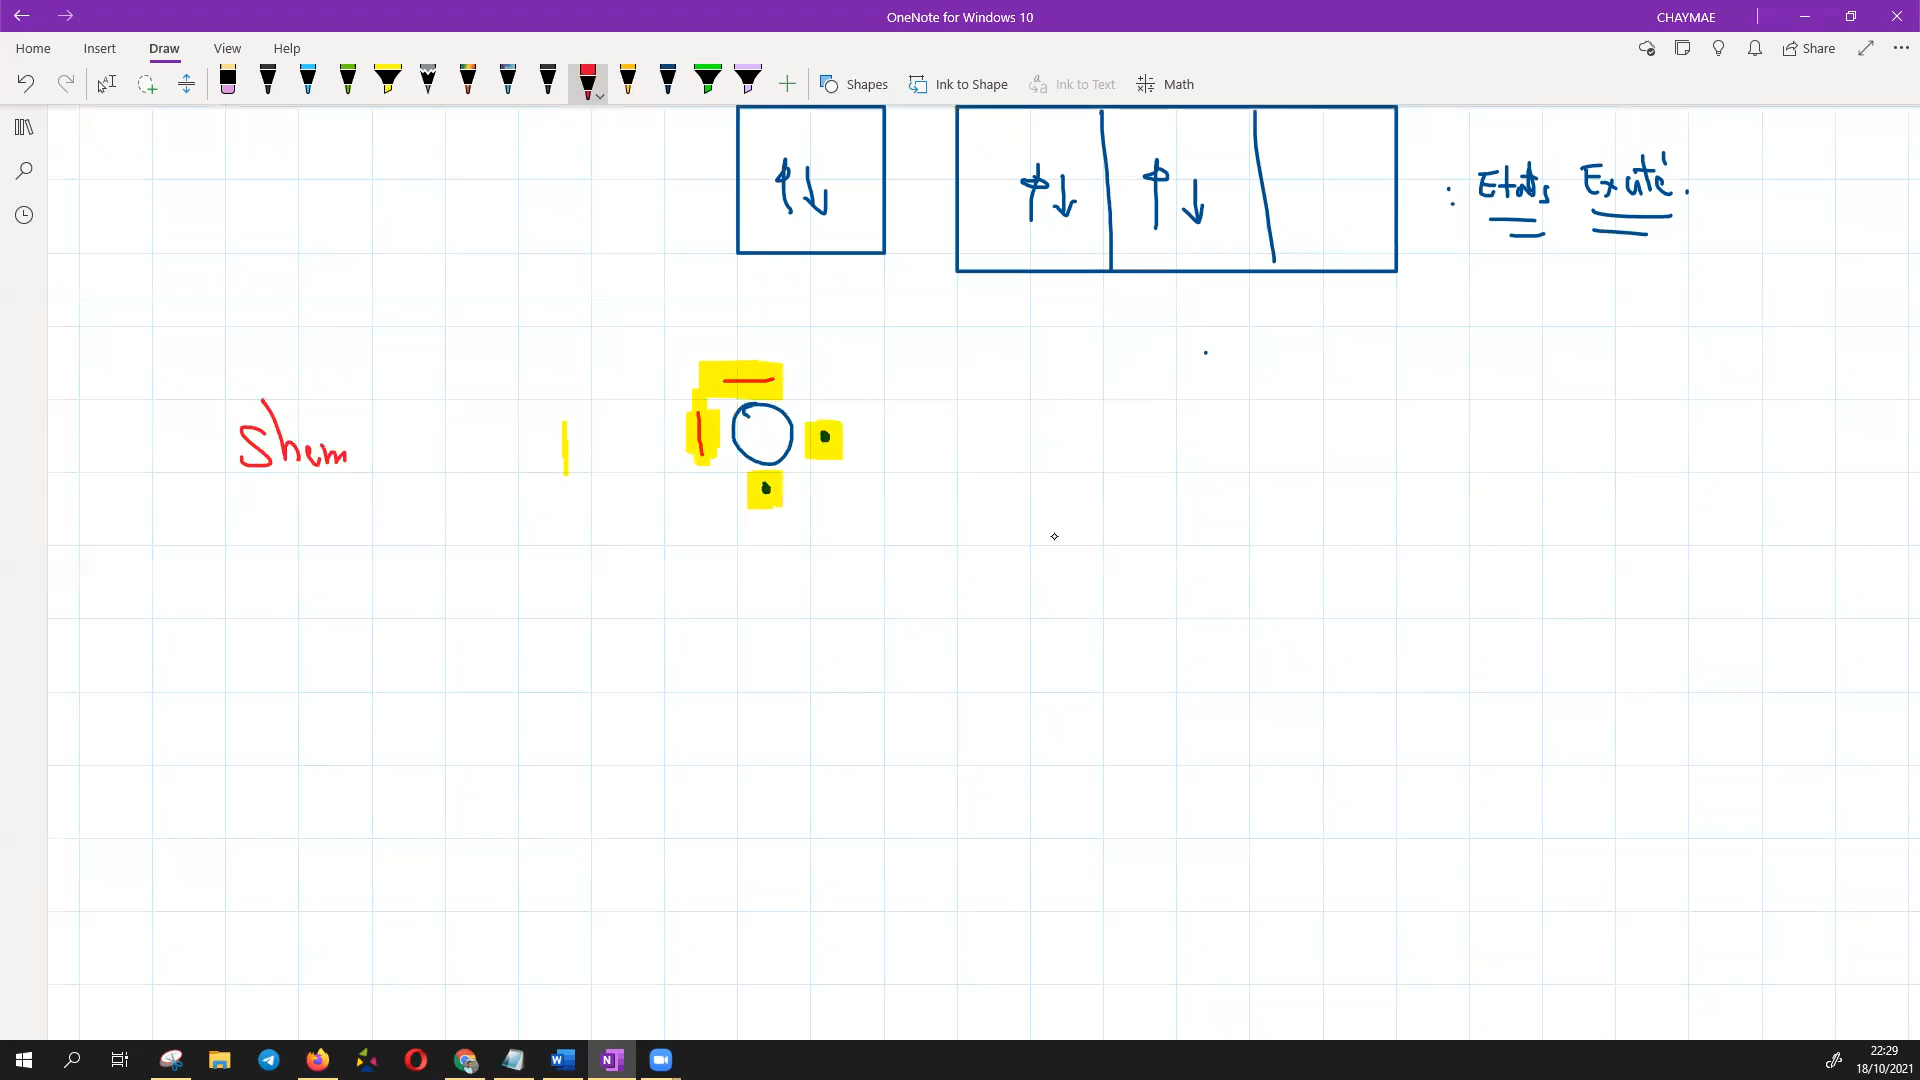 OneNote for Windows 10
CHAYMAE
Home Insert Draw View Help
Share
Shapes Ink to Shape Ink to Text Math
: Etats Exité.
Shem
22:29
18/10/2021